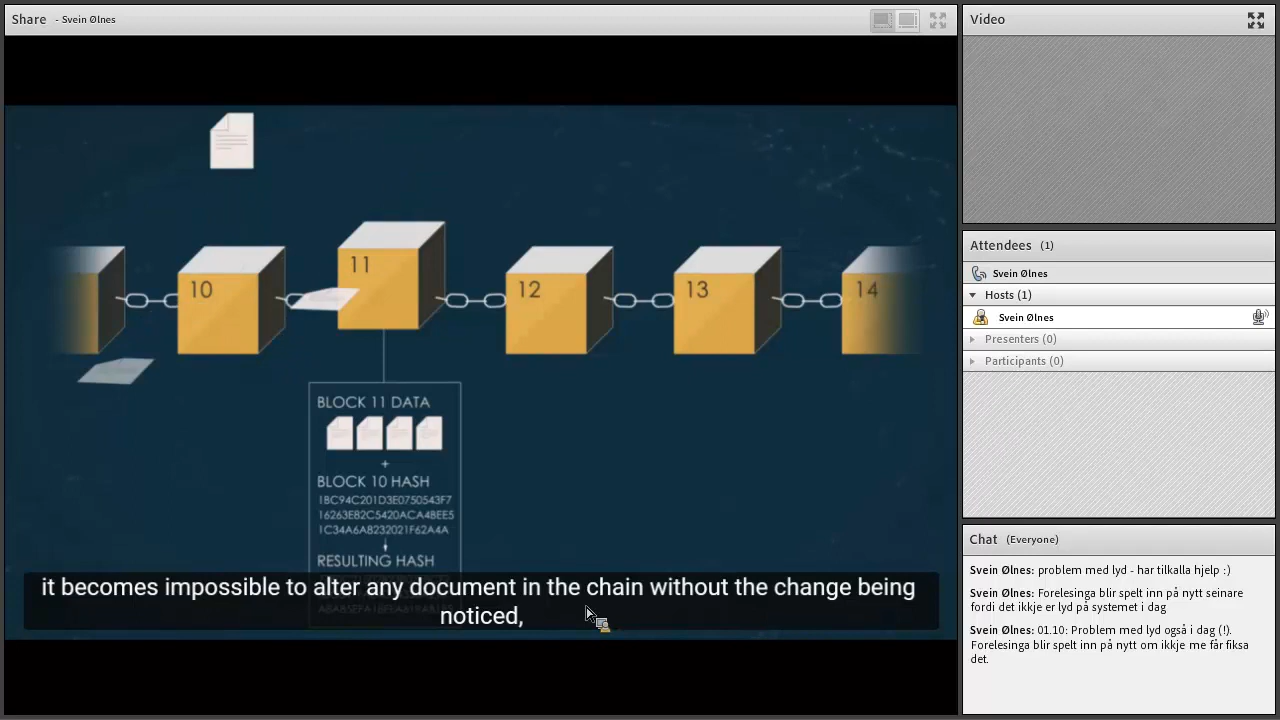 Share - Svein Ølnes
Video
10
11
12
13
14
BLOCK 11 DATA
+
BLOCK 10 HASH
1BC94C201D3E0750543F7
16263E82C5420ACA4BEE5
1C34A6A8232021F62A4A
RESULTING HASH
it becomes impossible to alter any document in the chain without the change being
noticed,
Attendees (1)
Svein Ølnes
Hosts (1)
Svein Ølnes
Presenters (0)
Participants (0)
Chat (Everyone)
Svein Ølnes: problem med lyd - har tilkalla hjelp :)
Svein Ølnes: Forelesinga blir spelt inn på nytt seinare
fordi det ikkje er lyd på systemet i dag
Svein Ølnes: 01.10: Problem med lyd også i dag (!).
Forelesinga blir spelt inn på nytt om ikkje me får fiksa
det.